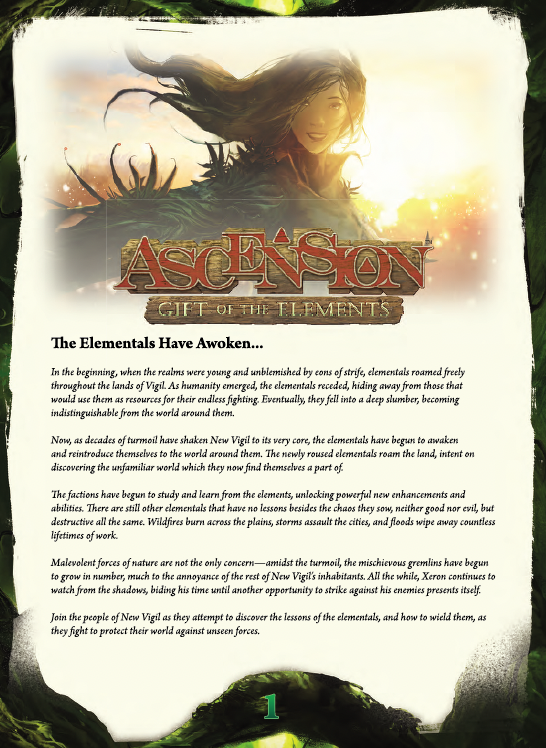 ASCENSION
GIFT OF THE ELEMENTS
The Elementals Have Awoken...
In the beginning, when the realms were young and unblemished by eons of strife, elementals roamed freely
throughout the lands of Vigil. As humanity emerged, the elementals receded, hiding away from those that
would use them as resources for their endless fighting. Eventually, they fell into a deep slumber, becoming
indistinguishable from the world around them.
Now, as decades of turmoil have shaken New Vigil to its very core, the elementals have begun to awaken
and reintroduce themselves to the world around them. The newly roused elementals roam the land, intent on
discovering the unfamiliar world which they now find themselves a part of.
The factions have begun to study and learn from the elements, unlocking powerful new enhancements and
abilities. There are still other elementals that have no lessons besides the chaos they sow, neither good nor evil, but
destructive all the same. Wildfires burn across the plains, storms assault the cities, and floods wipe away countless
lifetimes of work.
Malevolent forces of nature are not the only concern—amidst the turmoil, the mischievous gremlins have begun
to grow in number, much to the annoyance of the rest of New Vigil's inhabitants. All the while, Xeron continues to
watch from the shadows, biding his time until another opportunity to strike against his enemies presents itself.
Join the people of New Vigil as they attempt to discover the lessons of the elementals, and how to wield them, as
they fight to protect their world against unseen forces.
1